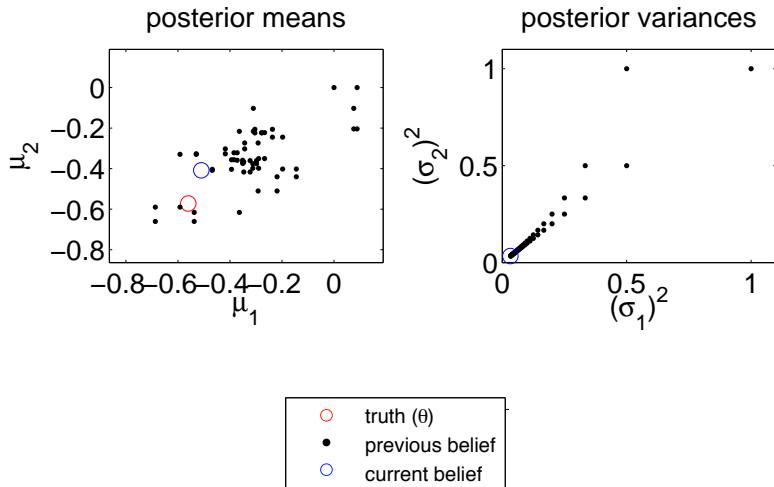 posterior means
0
−0.2
−0.4
−0.6
−0.8
μ₂
−0.8 −0.6 −0.4 −0.2 0
μ₁
posterior variances
1
0.5
0
(σ₂)²
0 0.5 1
(σ₁)²
truth (θ)
previous belief
current belief